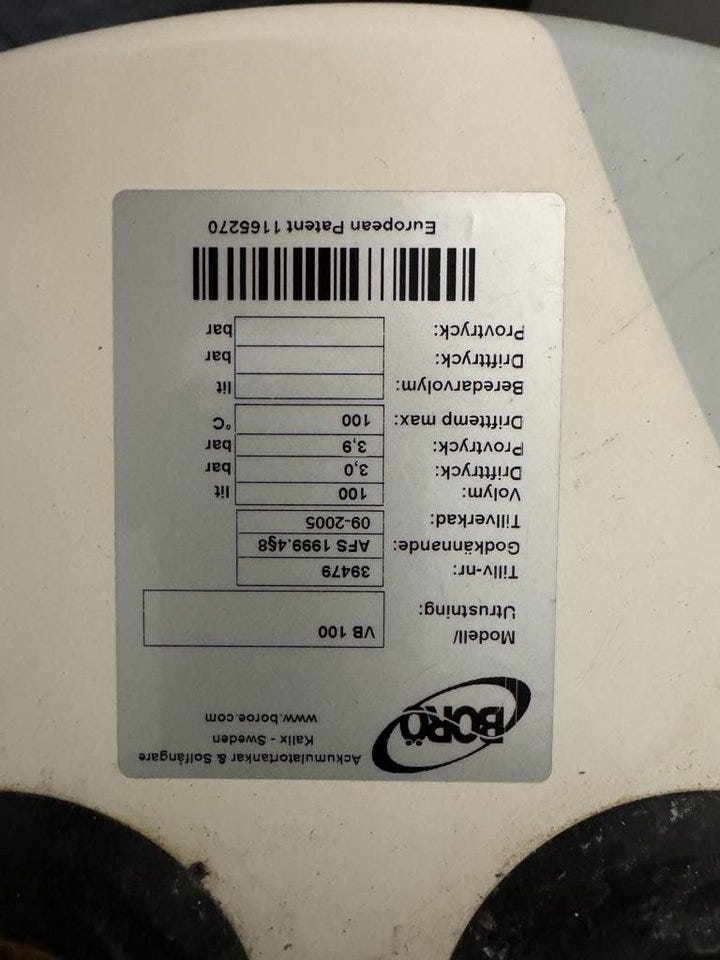 BORÖ
Ackumulatortankar & Solfångare
Kalix - Sweden
www.boroe.com
Modell/ VB 100
Utrustning:
Tillv-nr: 39479
Godkännande: AFS 1999.4§8
Tillverkad: 09-2005
Volym: 100 lit
Drifttryck: 3,0 bar
Provtryck: 3,9 bar
Drifttemp max: 100 °C
Beredarvolym: lit
Drifttryck: bar
Provtryck: bar
European Patent 1165270